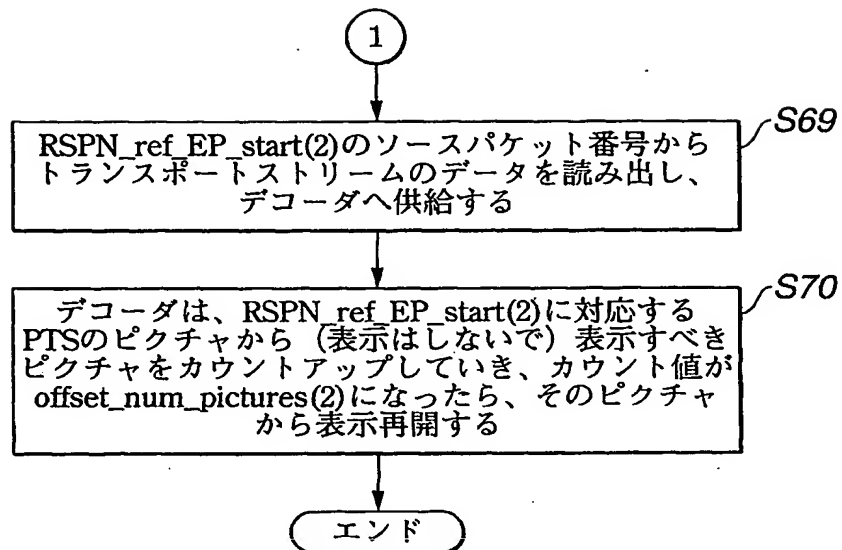 1
S69
RSPN_ref_EP_start(2)のソースパケット番号から
トランスポートストリームのデータを読み出し、
デコーダへ供給する
S70
デコーダは、RSPN_ref_EP_start(2)に対応する
PTSのピクチャから（表示はしないで）表示すべき
ピクチャをカウントアップしていき、カウント値が
offset_num_pictures(2)になったら、そのピクチャ
から表示再開する
エンド